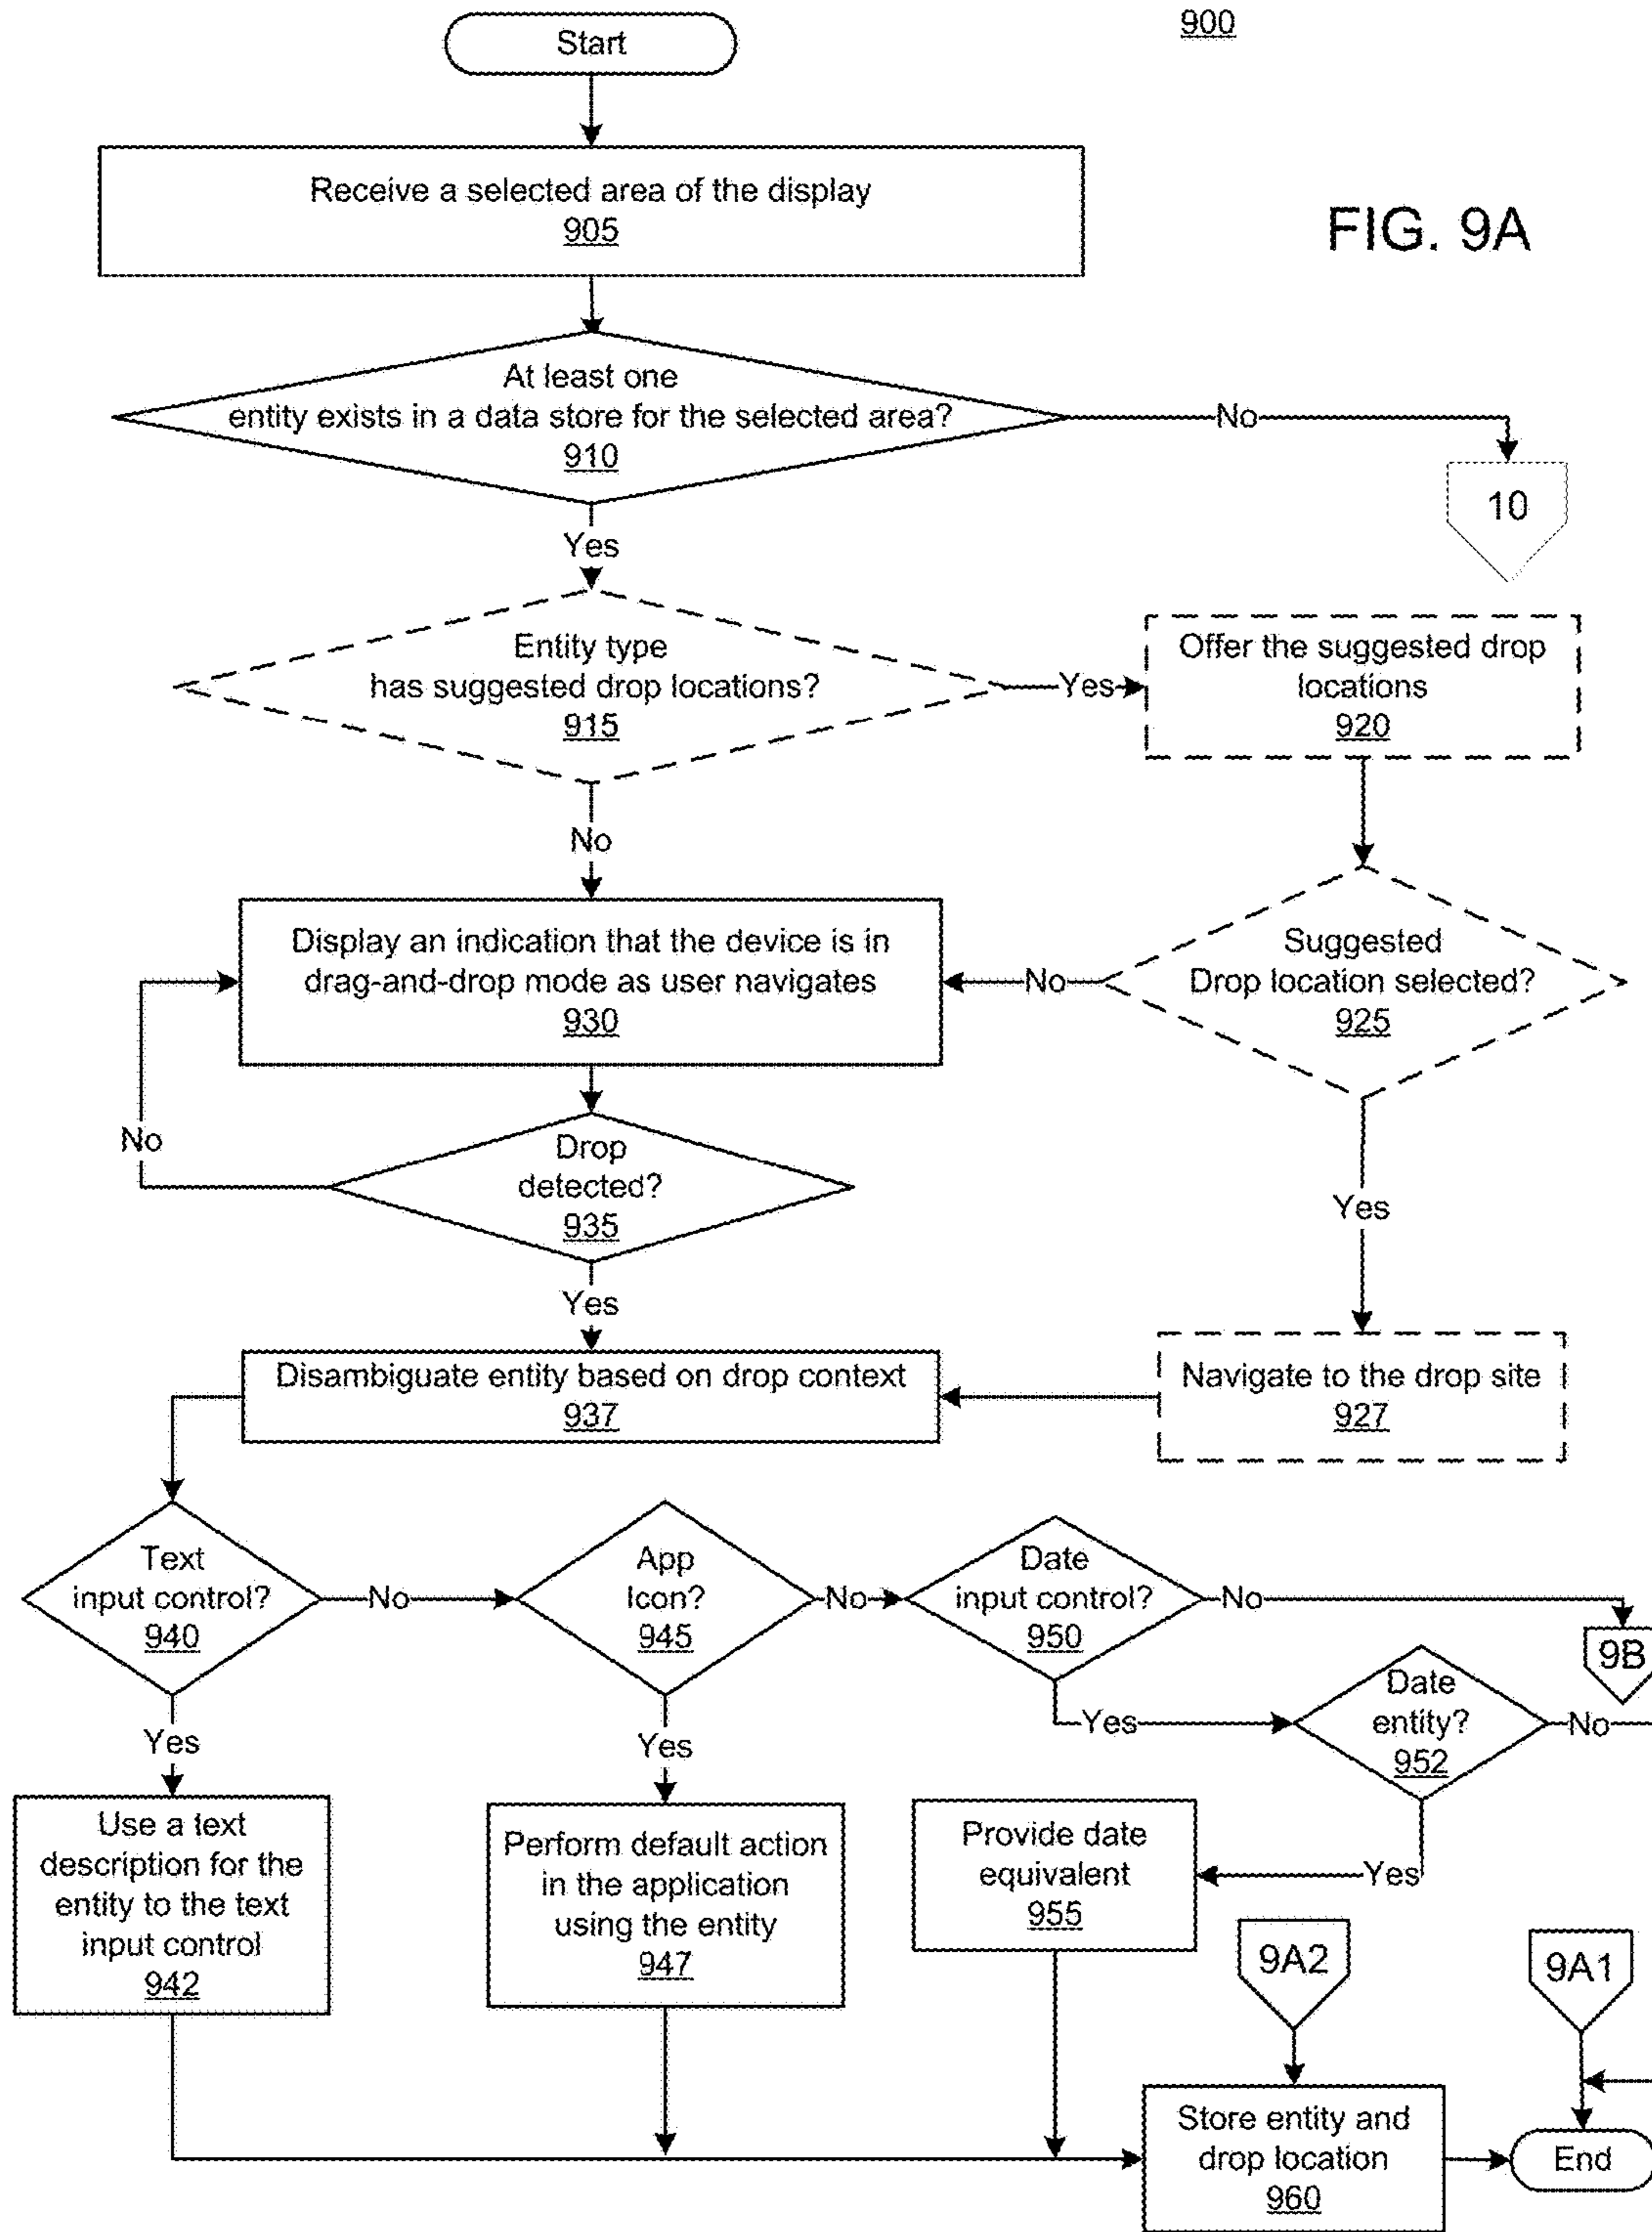 900
Start
Receive a selected area of the display
905
FIG. 9A
At least one
entity exists in a data store for the selected area?
910
No
10
Yes
Entity type
has suggested drop locations?
915
Yes
Offer the suggested drop
locations
920
No
Display an indication that the device is in
drag-and-drop mode as user navigates
930
No
Suggested
Drop location selected?
925
No
Drop
detected?
935
Yes
Yes
Disambiguate entity based on drop context
937
Navigate to the drop site
927
Text
input control?
940
No
App
Icon?
945
No
Date
input control?
950
No
9B
Yes
Yes
Yes
Date
entity?
952
No
Use a text
description for the
entity to the text
input control
942
Perform default action
in the application
using the entity
947
Provide date
equivalent
955
Yes
9A2
9A1
Store entity and
drop location
960
End